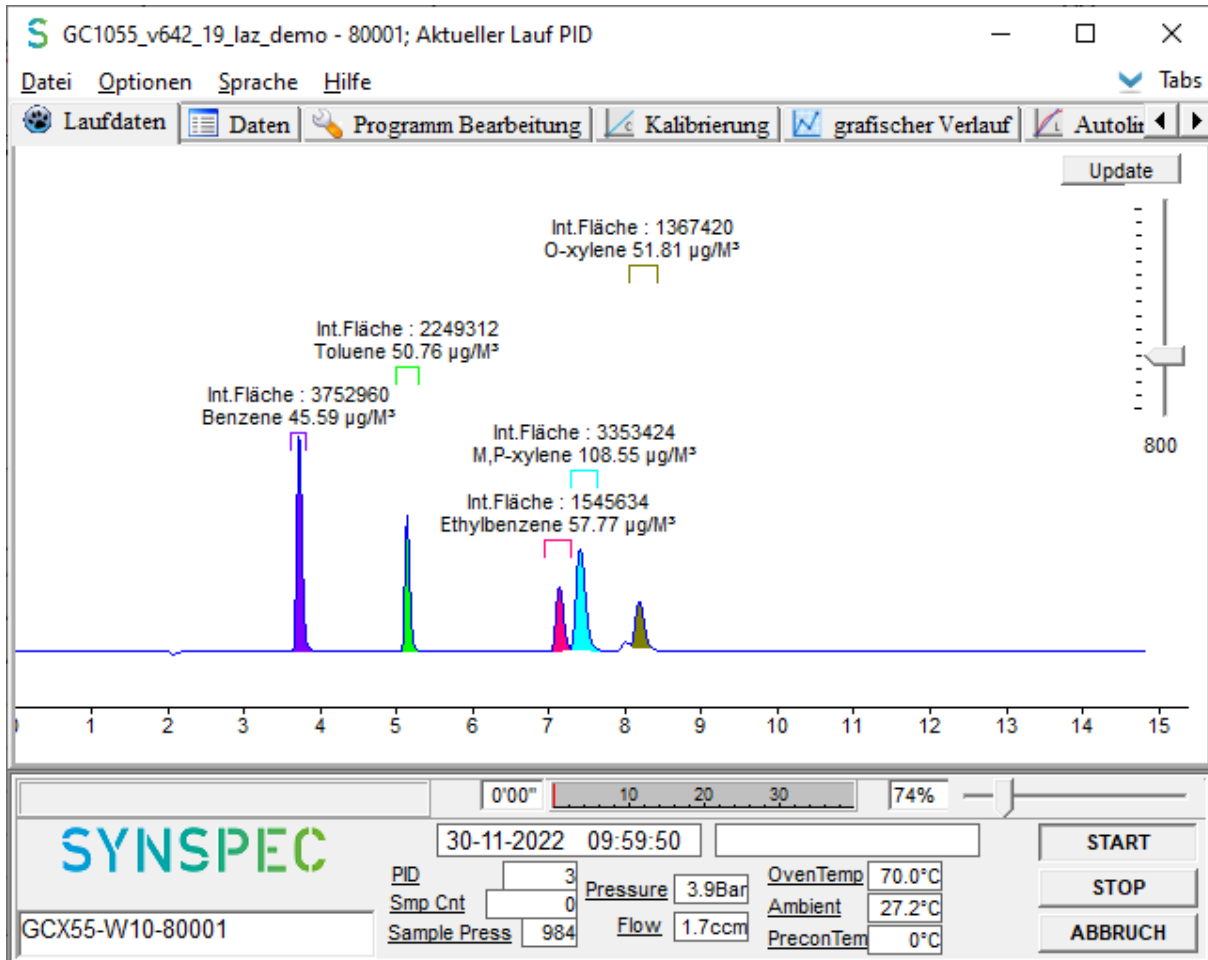 GC1055_v642_19_laz_demo - 80001; Aktueller Lauf PID
Datei Optionen Sprache Hilfe Tabs
Laufdaten Daten Programm Bearbeitung Kalibrierung grafischer Verlauf
Update
Int.Fläche : 1367420
O-xylene 51.81 µg/M³
Int.Fläche : 2249312
Toluene 50.76 µg/M³
Int.Fläche : 3752960
Benzene 45.59 µg/M³
Int.Fläche : 3353424
M,P-xylene 108.55 µg/M³
800
Int.Fläche : 1545634
Ethylbenzene 57.77 µg/M³
1 2 3 4 5 6 7 8 9 10 11 12 13 14 15
0'00" 10 20 30 74%
SYNSPEC
30-11-2022 09:59:50
START
PID 3
Smp Cnt 0
Sample Press 984
Pressure 3.9Bar
Flow 1.7ccm
OvenTemp 70.0°C
Ambient 27.2°C
PreconTem 0°C
STOP
GCX55-W10-80001
ABBRUCH